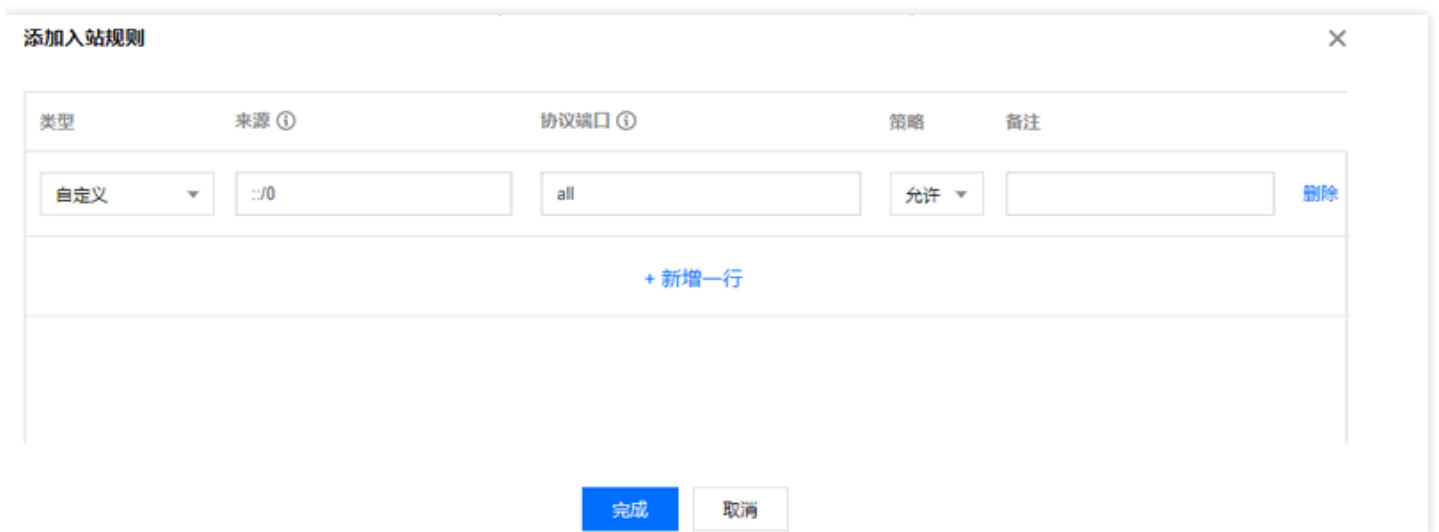 添加入站规则
类型 来源 协议端口 策略 备注
自定义 ::/0 all 允许 删除
+ 新增一行
完成 取消